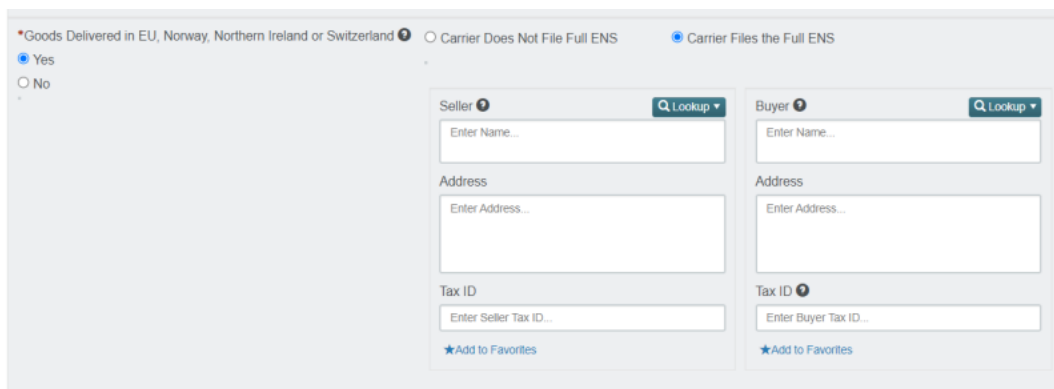 *Goods Delivered in EU, Norway, Northern Ireland or Switzerland ?
Yes
No
Carrier Does Not File Full ENS
Carrier Files the Full ENS
Seller ?
Lookup
Enter Name...
Address
Enter Address...
Tax ID
Enter Seller Tax ID...
★Add to Favorites
Buyer ?
Lookup
Enter Name...
Address
Enter Address...
Tax ID ?
Enter Buyer Tax ID...
★Add to Favorites